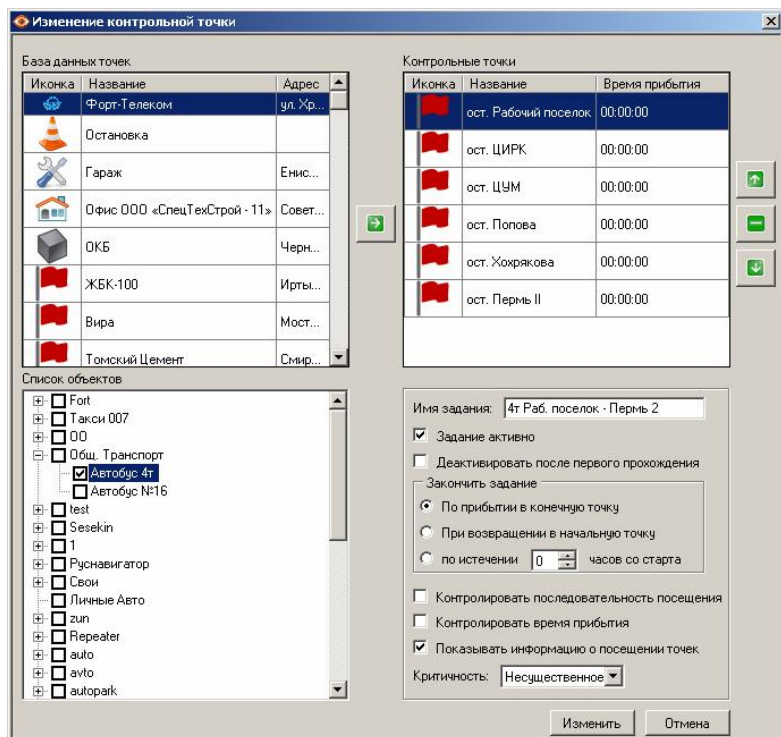 Изменение контрольной точки
База данных точек
Иконка Название Адрес
Форт-Телеком ул. Хр...
Остановка
Гараж Енис...
Офис ООО «СпецТехСтрой - 11» Совет...
ОКБ Черн...
ЖБК-100 Ирты...
Вира Мост...
Томский Цемент Смир...
Контрольные точки
Иконка Название Время прибытия
ост. Рабочий поселок 00:00:00
ост. ЦИРК 00:00:00
ост. ЦУМ 00:00:00
ост. Попова 00:00:00
ост. Хохрякова 00:00:00
ост. Пермь II 00:00:00
Список объектов
Fort
Такси 007
ОО
Общ. Транспорт
Автобус 4т
Автобус №16
test
Sesekin
1
Руснавигатор
Свои
Личные Авто
zun
Repeater
auto
avto
autopark
Имя задания: 4т Раб. поселок - Пермь 2
Задание активно
Деактивировать после первого прохождения
Закончить задание
По прибытии в конечную точку
При возвращении в начальную точку
по истечении 0 часов со старта
Контролировать последовательность посещения
Контролировать время прибытия
Показывать информацию о посещении точек
Критичность: Несущественное
Изменить Отмена